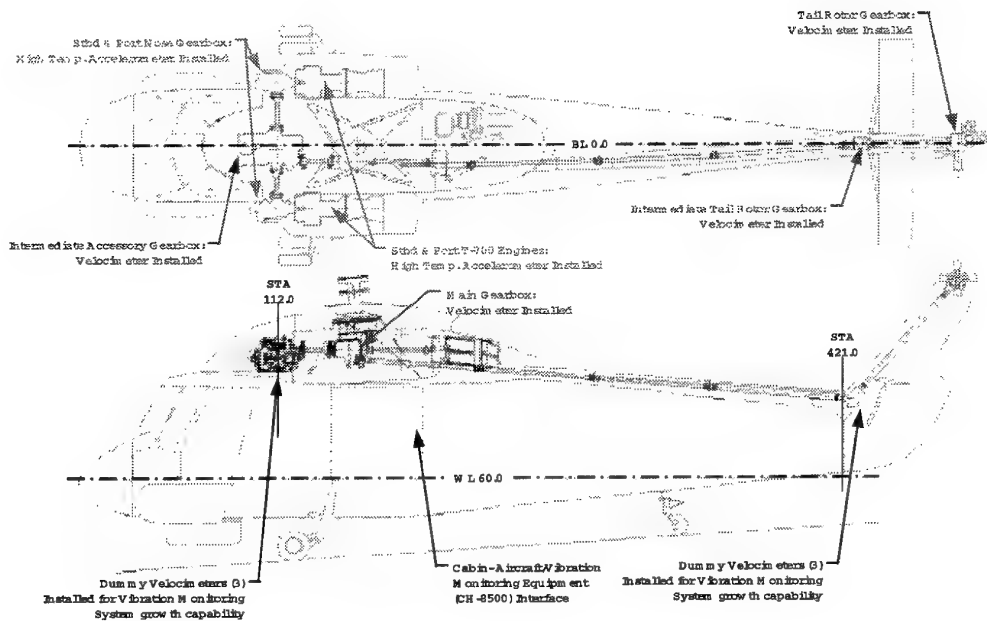 Stbd & Port Nose Gearbox:
High Temp. Accelerometer Installed
Tail Rotor Gearbox:
Velocimeter Installed
BL 0.0
Intermediate Accessory Gearbox:
Velocimeter Installed
Stbd & Port T-700 Engines:
High Temp. Accelerometer Installed
Intermediate Tail Rotor Gearbox:
Velocimeter Installed
STA
112.0
Main Gearbox:
Velocimeter Installed
STA
421.0
WL 60.0
Dummy Velocimeters (3)
Installed for Vibration Monitoring
System growth capability
Cabin-Aircraft/Vibration
Monitoring Equipment
(CH-8500) Interface
Dummy Velocimeters (3)
Installed for Vibration Monitoring
System growth capability